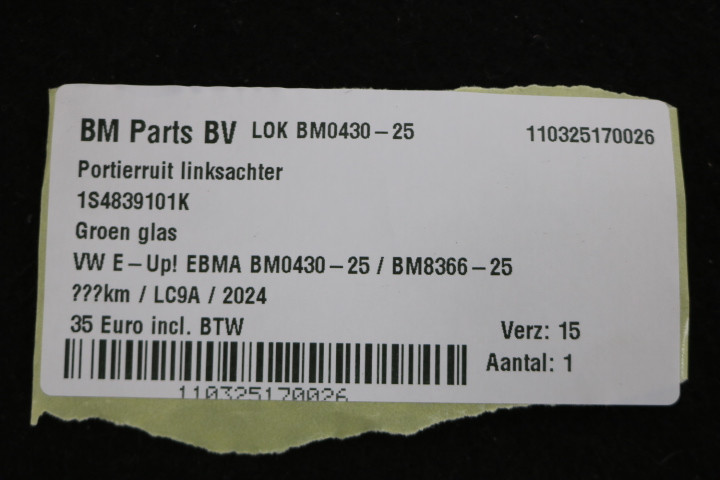 BM Parts BV LOK BM0430-25 110325170026
Portierruit linksachter
1S4839101K
Groen glas
VW E-Up! EBMA BM0430-25 / BM8366-25
???km / LC9A / 2024
35 Euro incl. BTW Verz: 15
Aantal: 1
110325170026